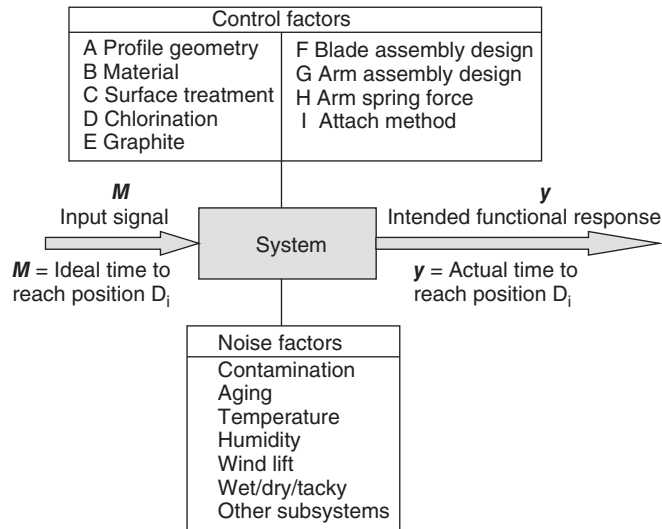 Control factors
A Profile geometry
B Material
C Surface treatment
D Chlorination
E Graphite
F Blade assembly design
G Arm assembly design
H Arm spring force
I Attach method
M
Input signal
M = Ideal time to
reach position Di
System
y
Intended functional response
y = Actual time to
reach position Di
Noise factors
Contamination
Aging
Temperature
Humidity
Wind lift
Wet/dry/tacky
Other subsystems